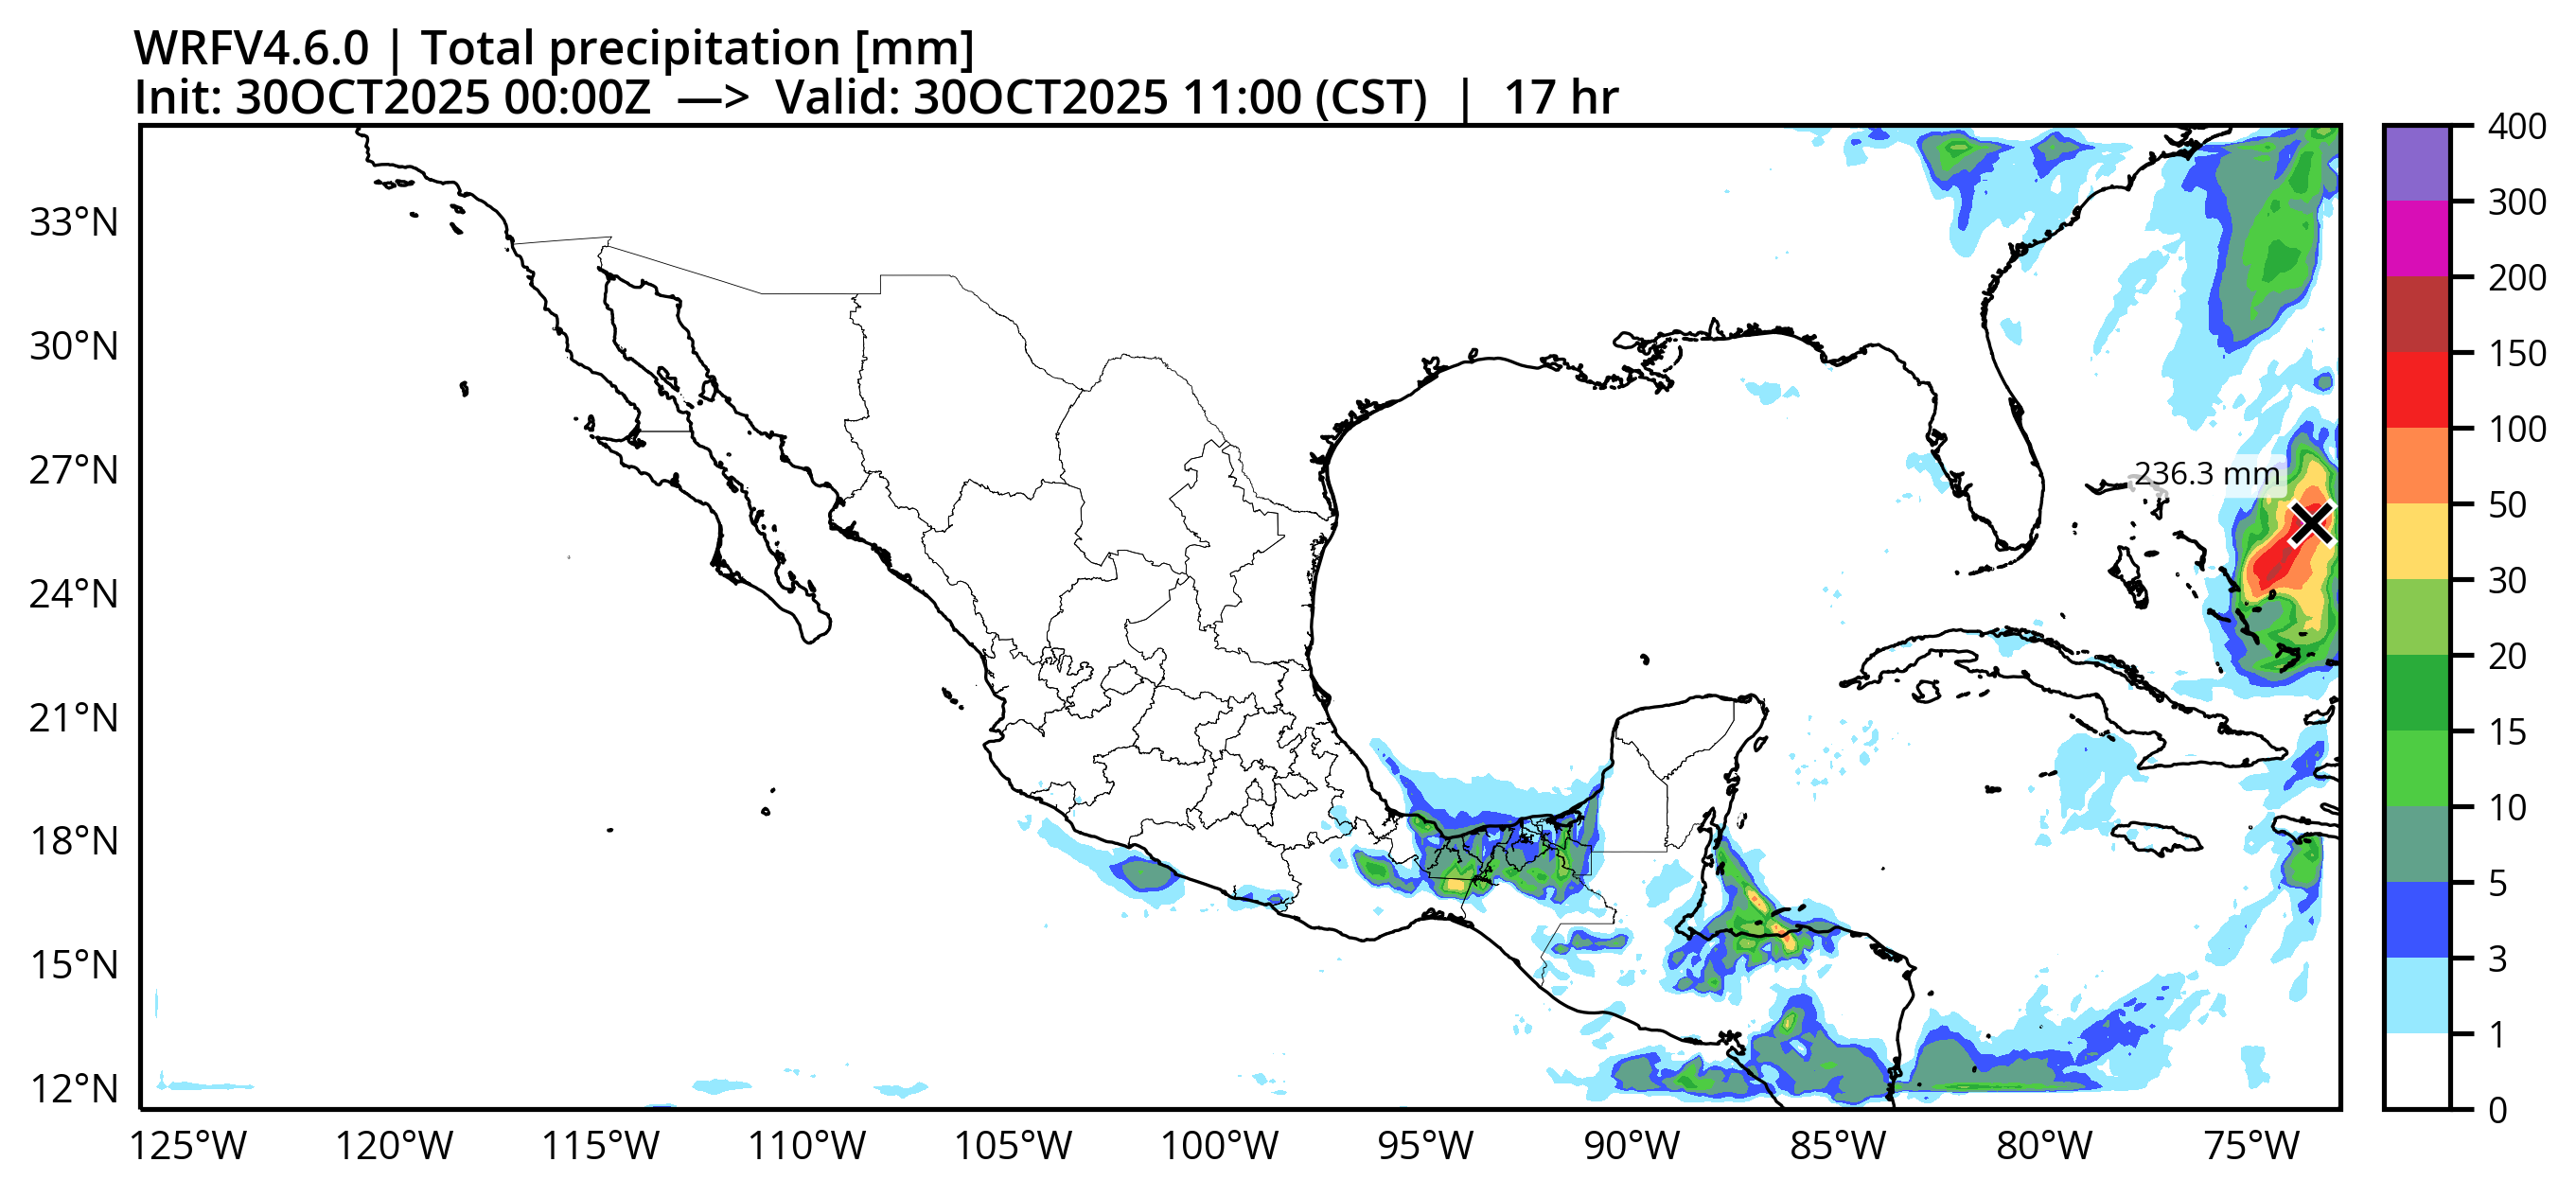 WRFV4.6.0 | Total precipitation [mm]
Init: 30OCT2025 00:00Z —> Valid: 30OCT2025 11:00 (CST) | 17 hr
33°N
30°N
27°N
24°N
21°N
18°N
15°N
12°N
125°W 120°W 115°W 110°W 105°W 100°W 95°W 90°W 85°W 80°W 75°W
236.3 mm
400
300
200
150
100
50
30
20
15
10
5
3
1
0